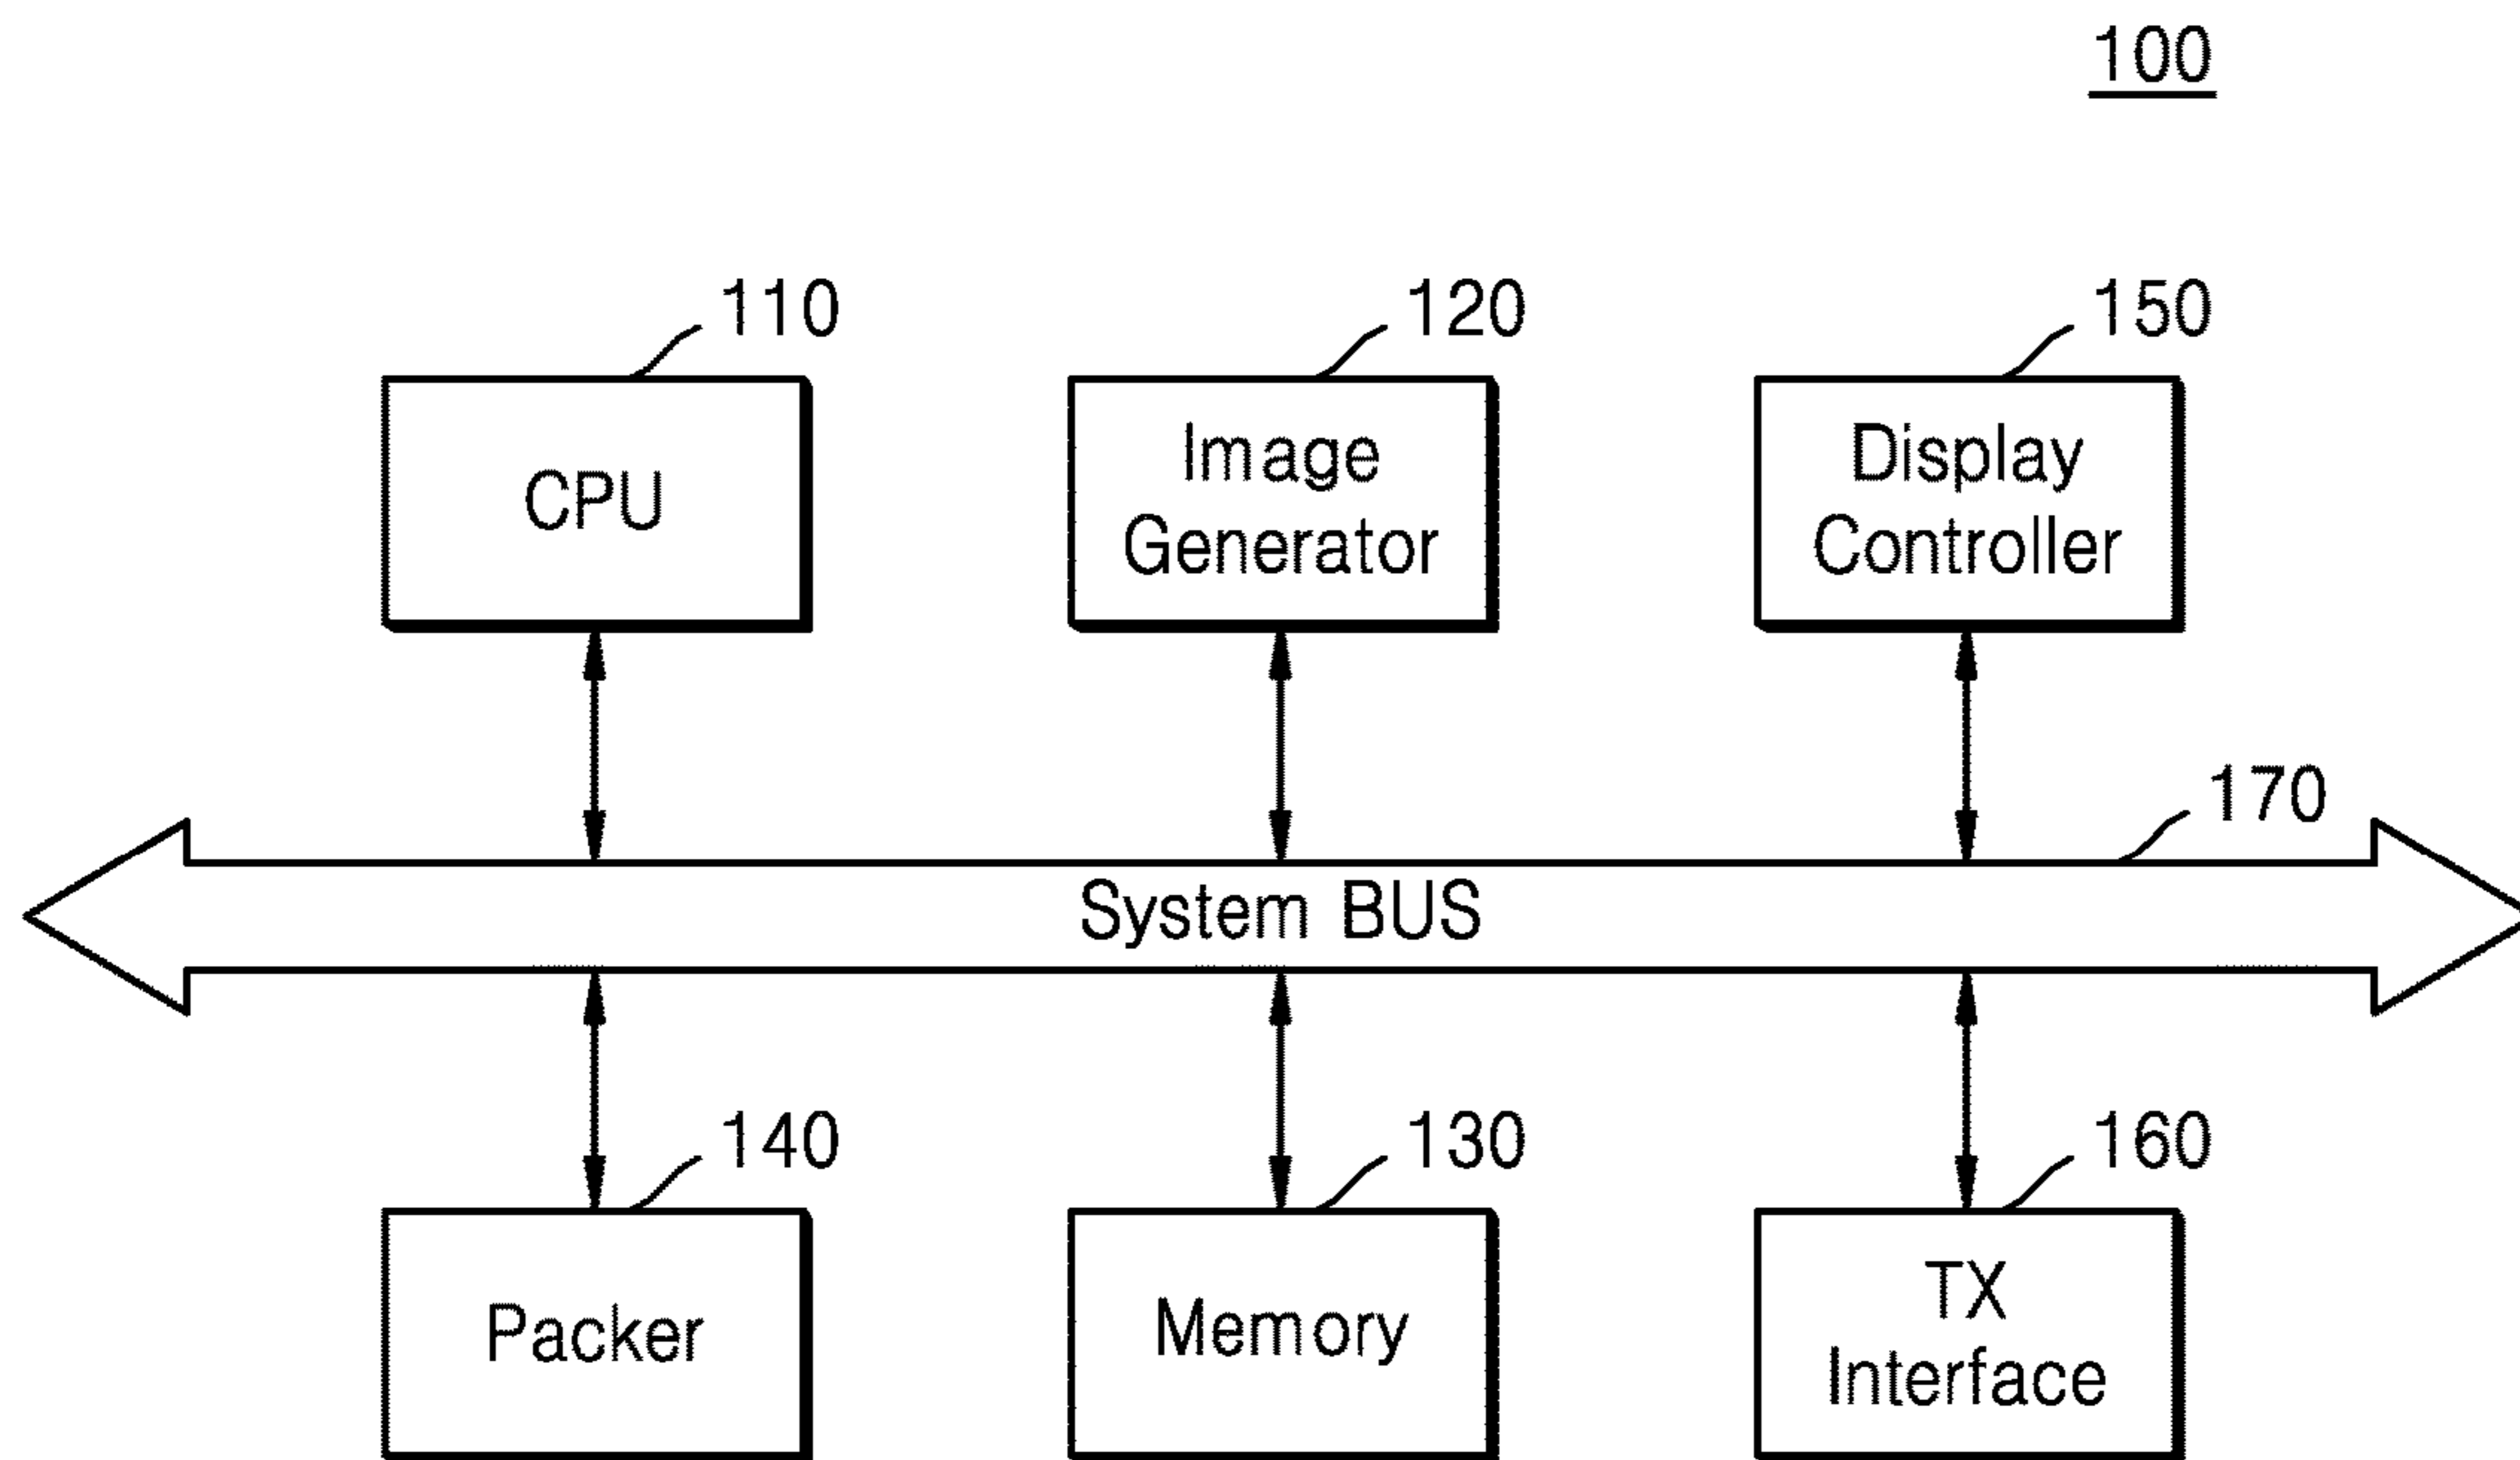 100
110
120
150
CPU
Image
Generator
Display
Controller
170
System BUS
140
130
160
Packer
Memory
TX
Interface